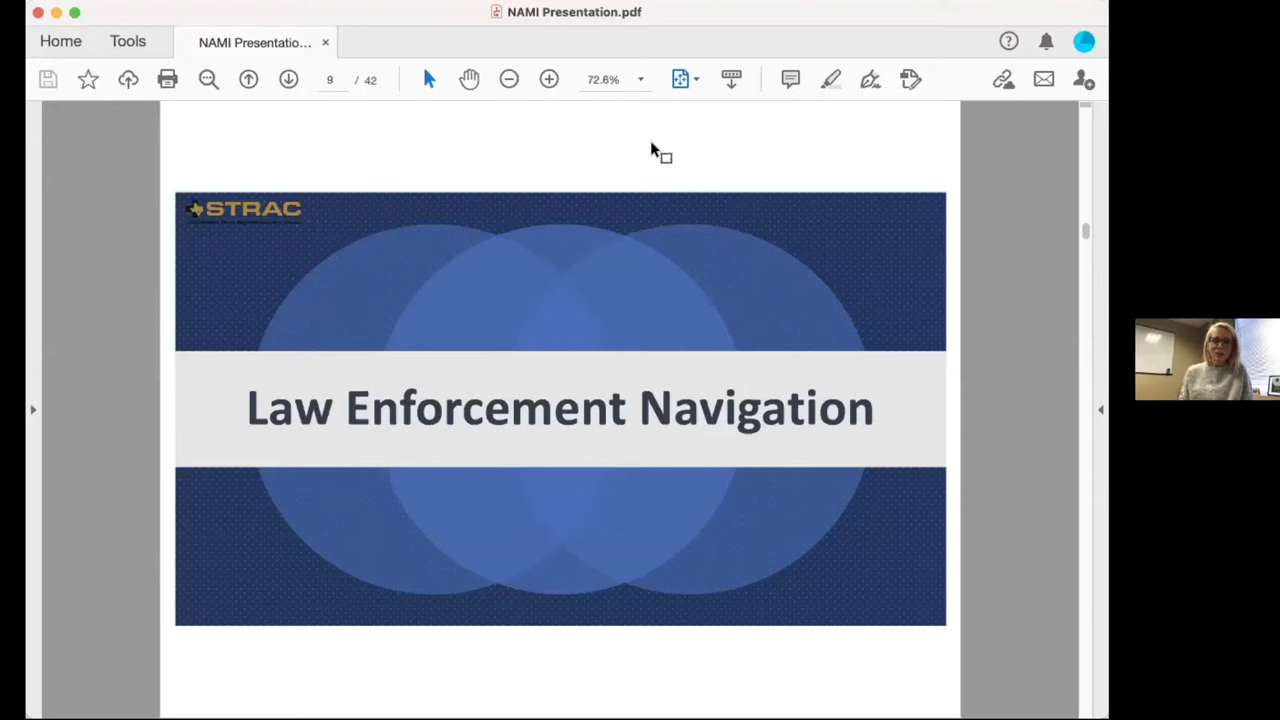 NAMI Presentation.pdf
Home
Tools
NAMI Presentatio...
9 / 42
72.6%
STRAC
Law Enforcement Navigation